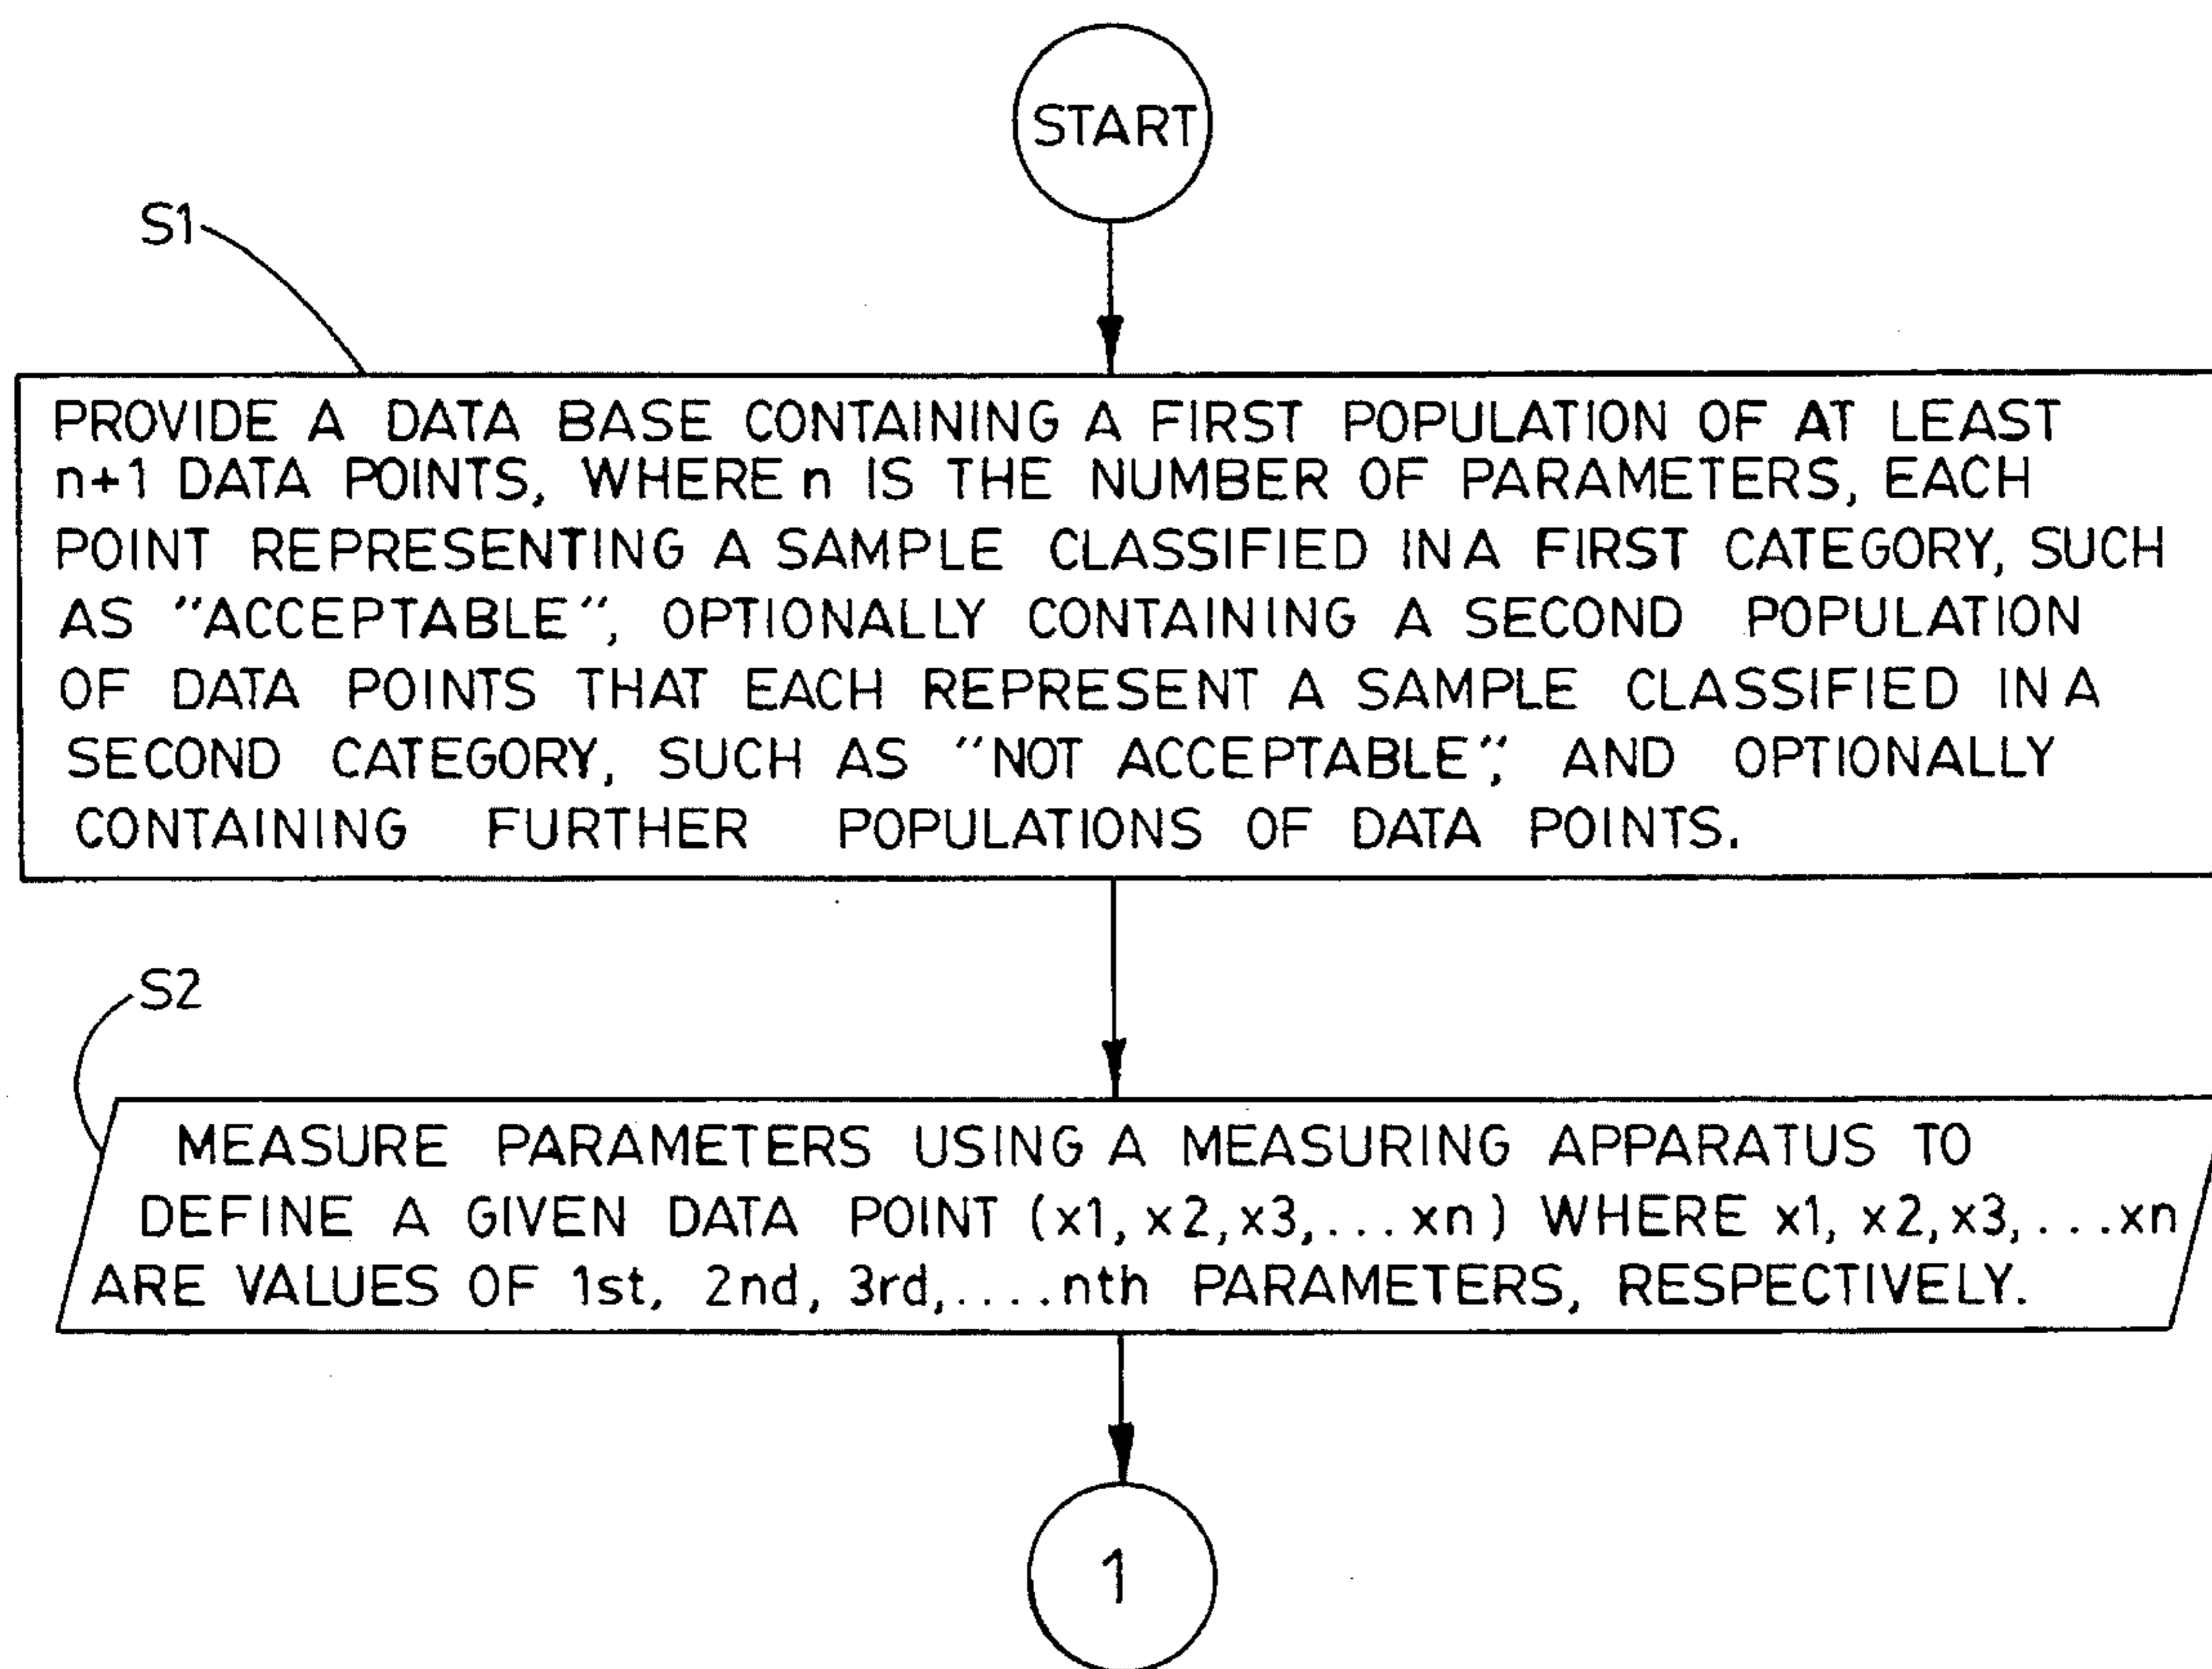 START
S1
PROVIDE A DATA BASE CONTAINING A FIRST POPULATION OF AT LEAST
n+1 DATA POINTS, WHERE n IS THE NUMBER OF PARAMETERS, EACH
POINT REPRESENTING A SAMPLE CLASSIFIED IN A FIRST CATEGORY, SUCH
AS "ACCEPTABLE", OPTIONALLY CONTAINING A SECOND POPULATION
OF DATA POINTS THAT EACH REPRESENT A SAMPLE CLASSIFIED IN A
SECOND CATEGORY, SUCH AS "NOT ACCEPTABLE", AND OPTIONALLY
CONTAINING FURTHER POPULATIONS OF DATA POINTS.
S2
MEASURE PARAMETERS USING A MEASURING APPARATUS TO
DEFINE A GIVEN DATA POINT (x1, x2, x3, ... xn) WHERE x1, x2, x3, ... xn
ARE VALUES OF 1st, 2nd, 3rd, .... nth PARAMETERS, RESPECTIVELY.
1